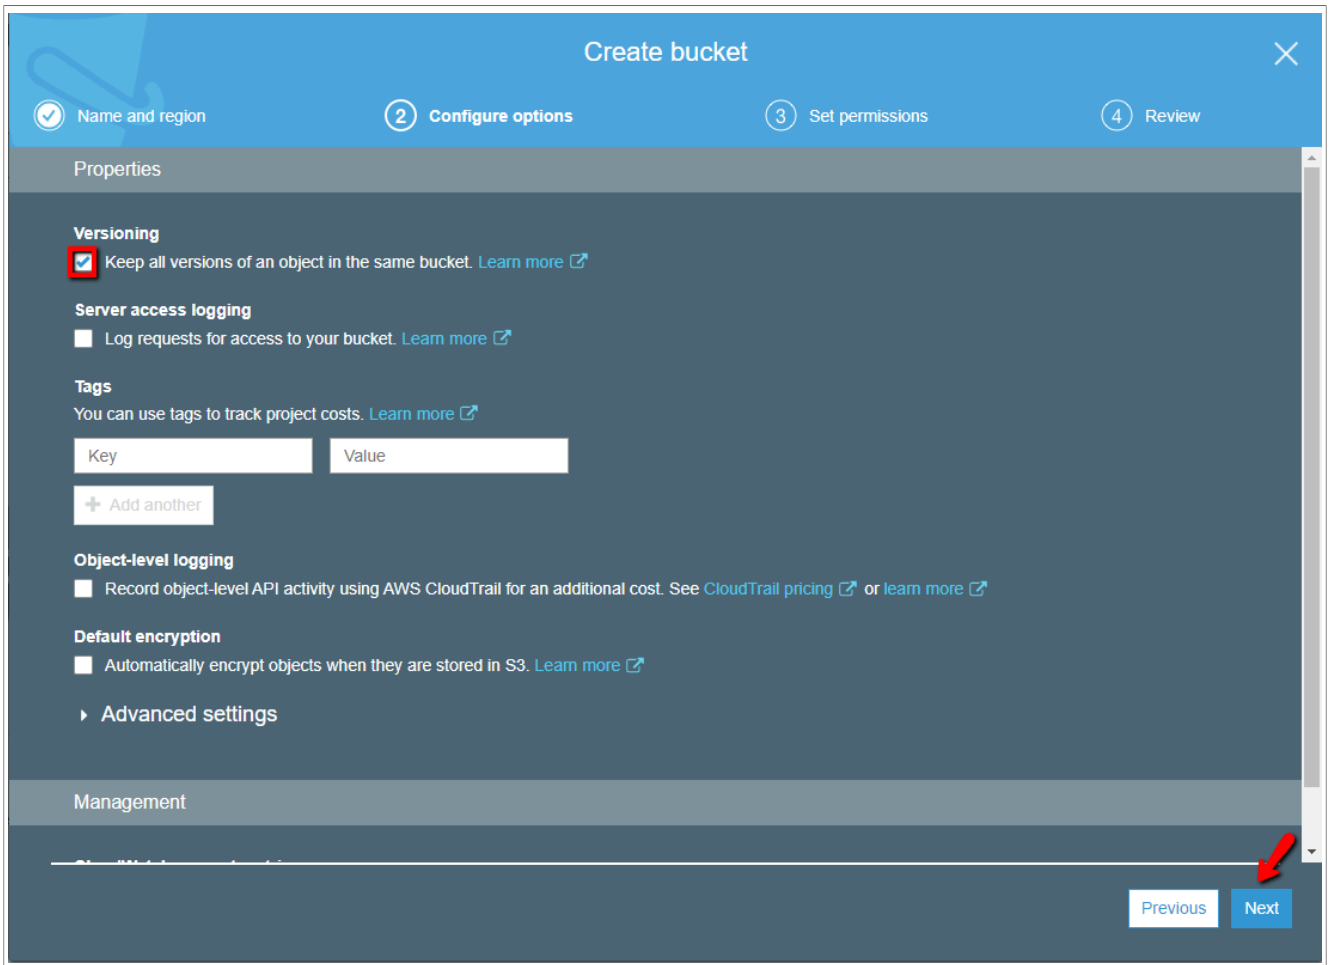 Create bucket
Name and region
2 Configure options
3 Set permissions
4 Review
Properties
Versioning
Keep all versions of an object in the same bucket. Learn more
Server access logging
Log requests for access to your bucket. Learn more
Tags
You can use tags to track project costs. Learn more
Key Value
+ Add another
Object-level logging
Record object-level API activity using AWS CloudTrail for an additional cost. See CloudTrail pricing or learn more
Default encryption
Automatically encrypt objects when they are stored in S3. Learn more
Advanced settings
Management
Previous Next